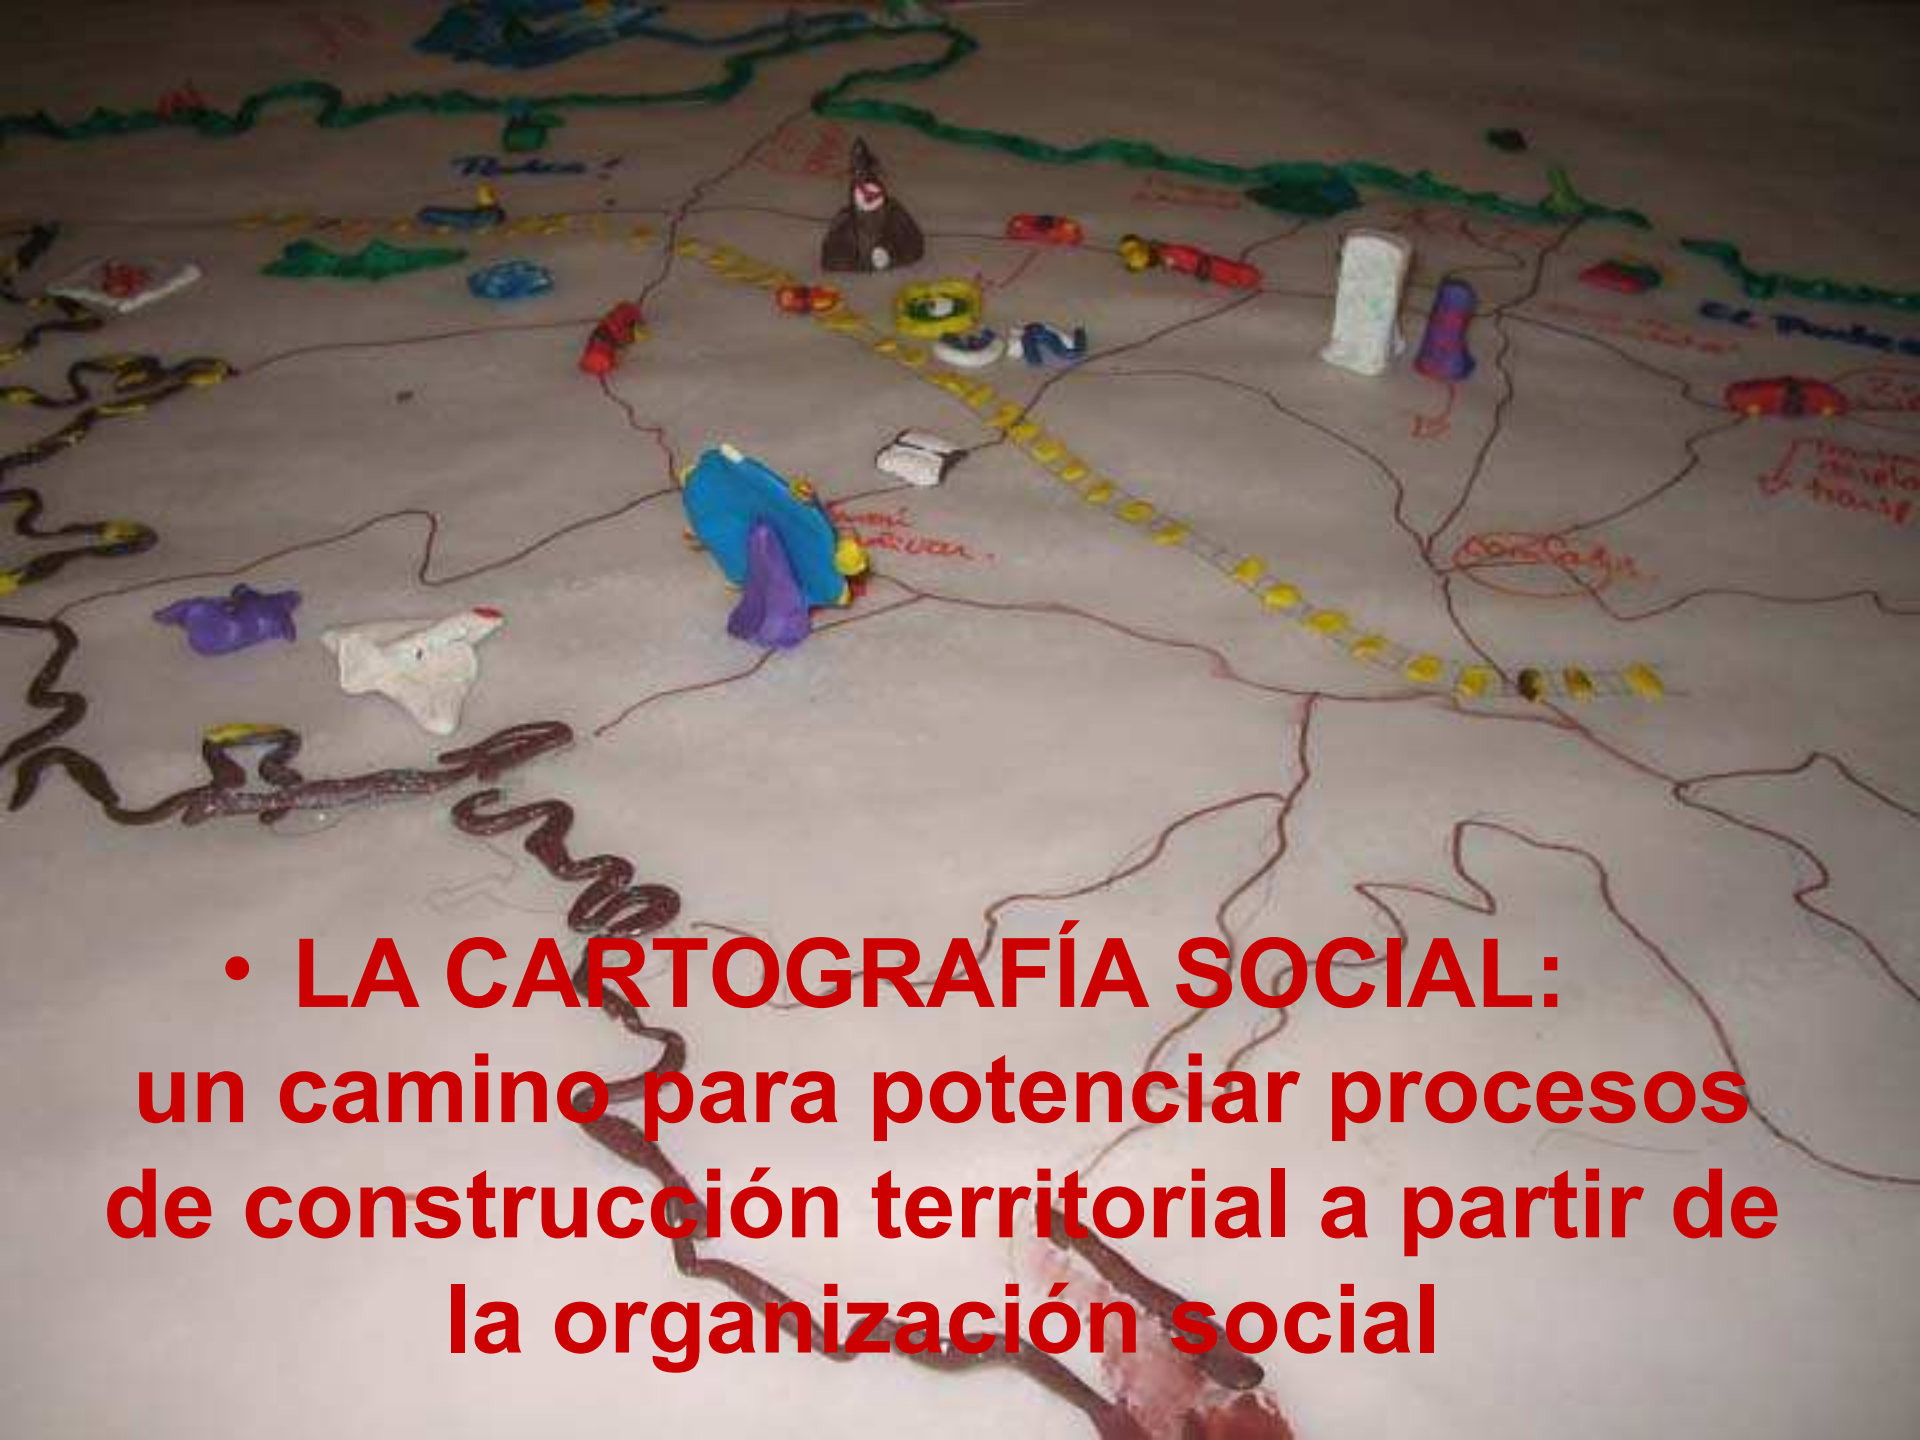 • LA CARTOGRAFÍA SOCIAL:
un camino para potenciar procesos
de construcción territorial a partir de
la organización social